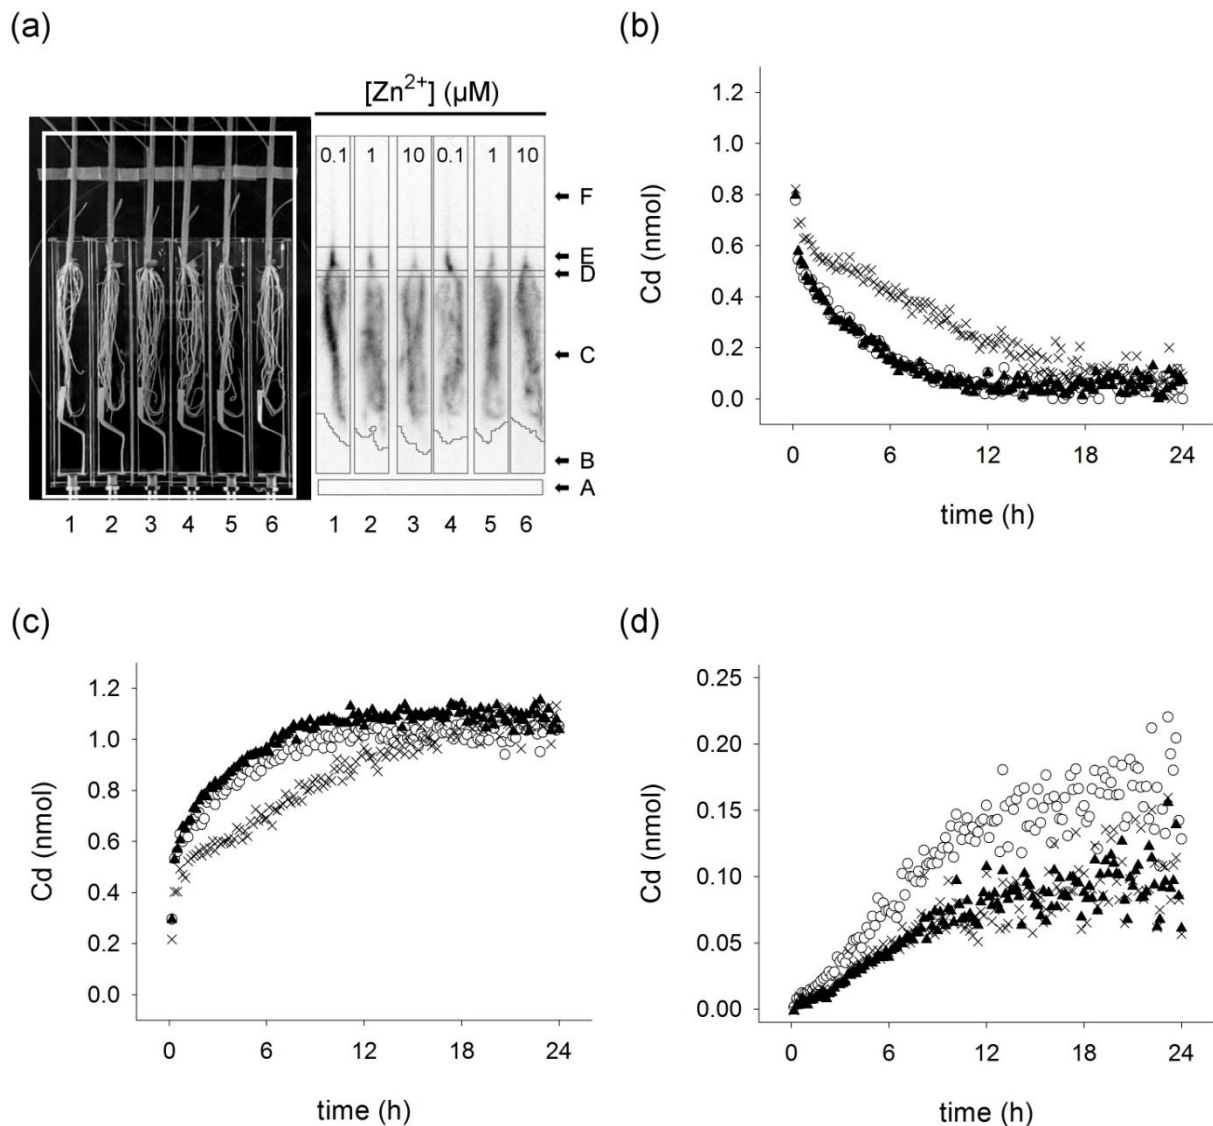 (a)
[Zn²⁺] (µM)
0.1 1 10 0.1 1 10
F
E
D
C
B
A
1 2 3 4 5 6
1 2 3 4 5 6
(b)
Cd (nmol)
1.2
1.0
0.8
0.6
0.4
0.2
0.0
0 6 12 18 24
time (h)
(c)
Cd (nmol)
1.2
1.0
0.8
0.6
0.4
0.2
0.0
0 6 12 18 24
time (h)
(d)
Cd (nmol)
0.25
0.20
0.15
0.10
0.05
0.00
0 6 12 18 24
time (h)